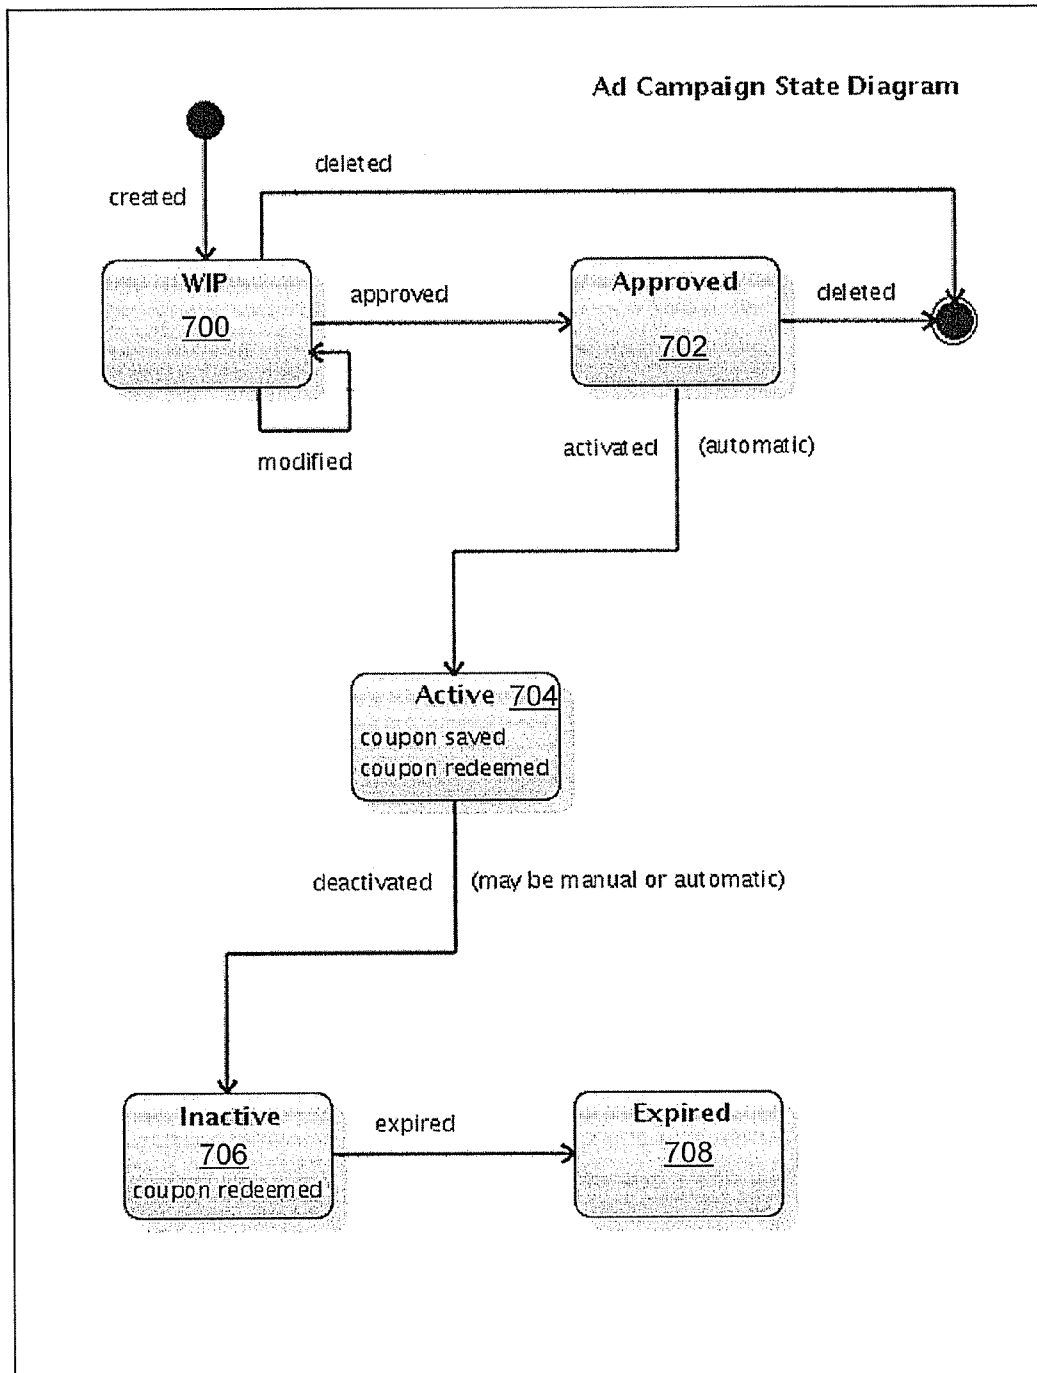 Ad Campaign State Diagram
deleted
created
WIP
700
approved
Approved
702
deleted
modified
activated (automatic)
Active 704
coupon saved
coupon redeemed
deactivated (may be manual or automatic)
Inactive
706
coupon redeemed
expired
Expired
708